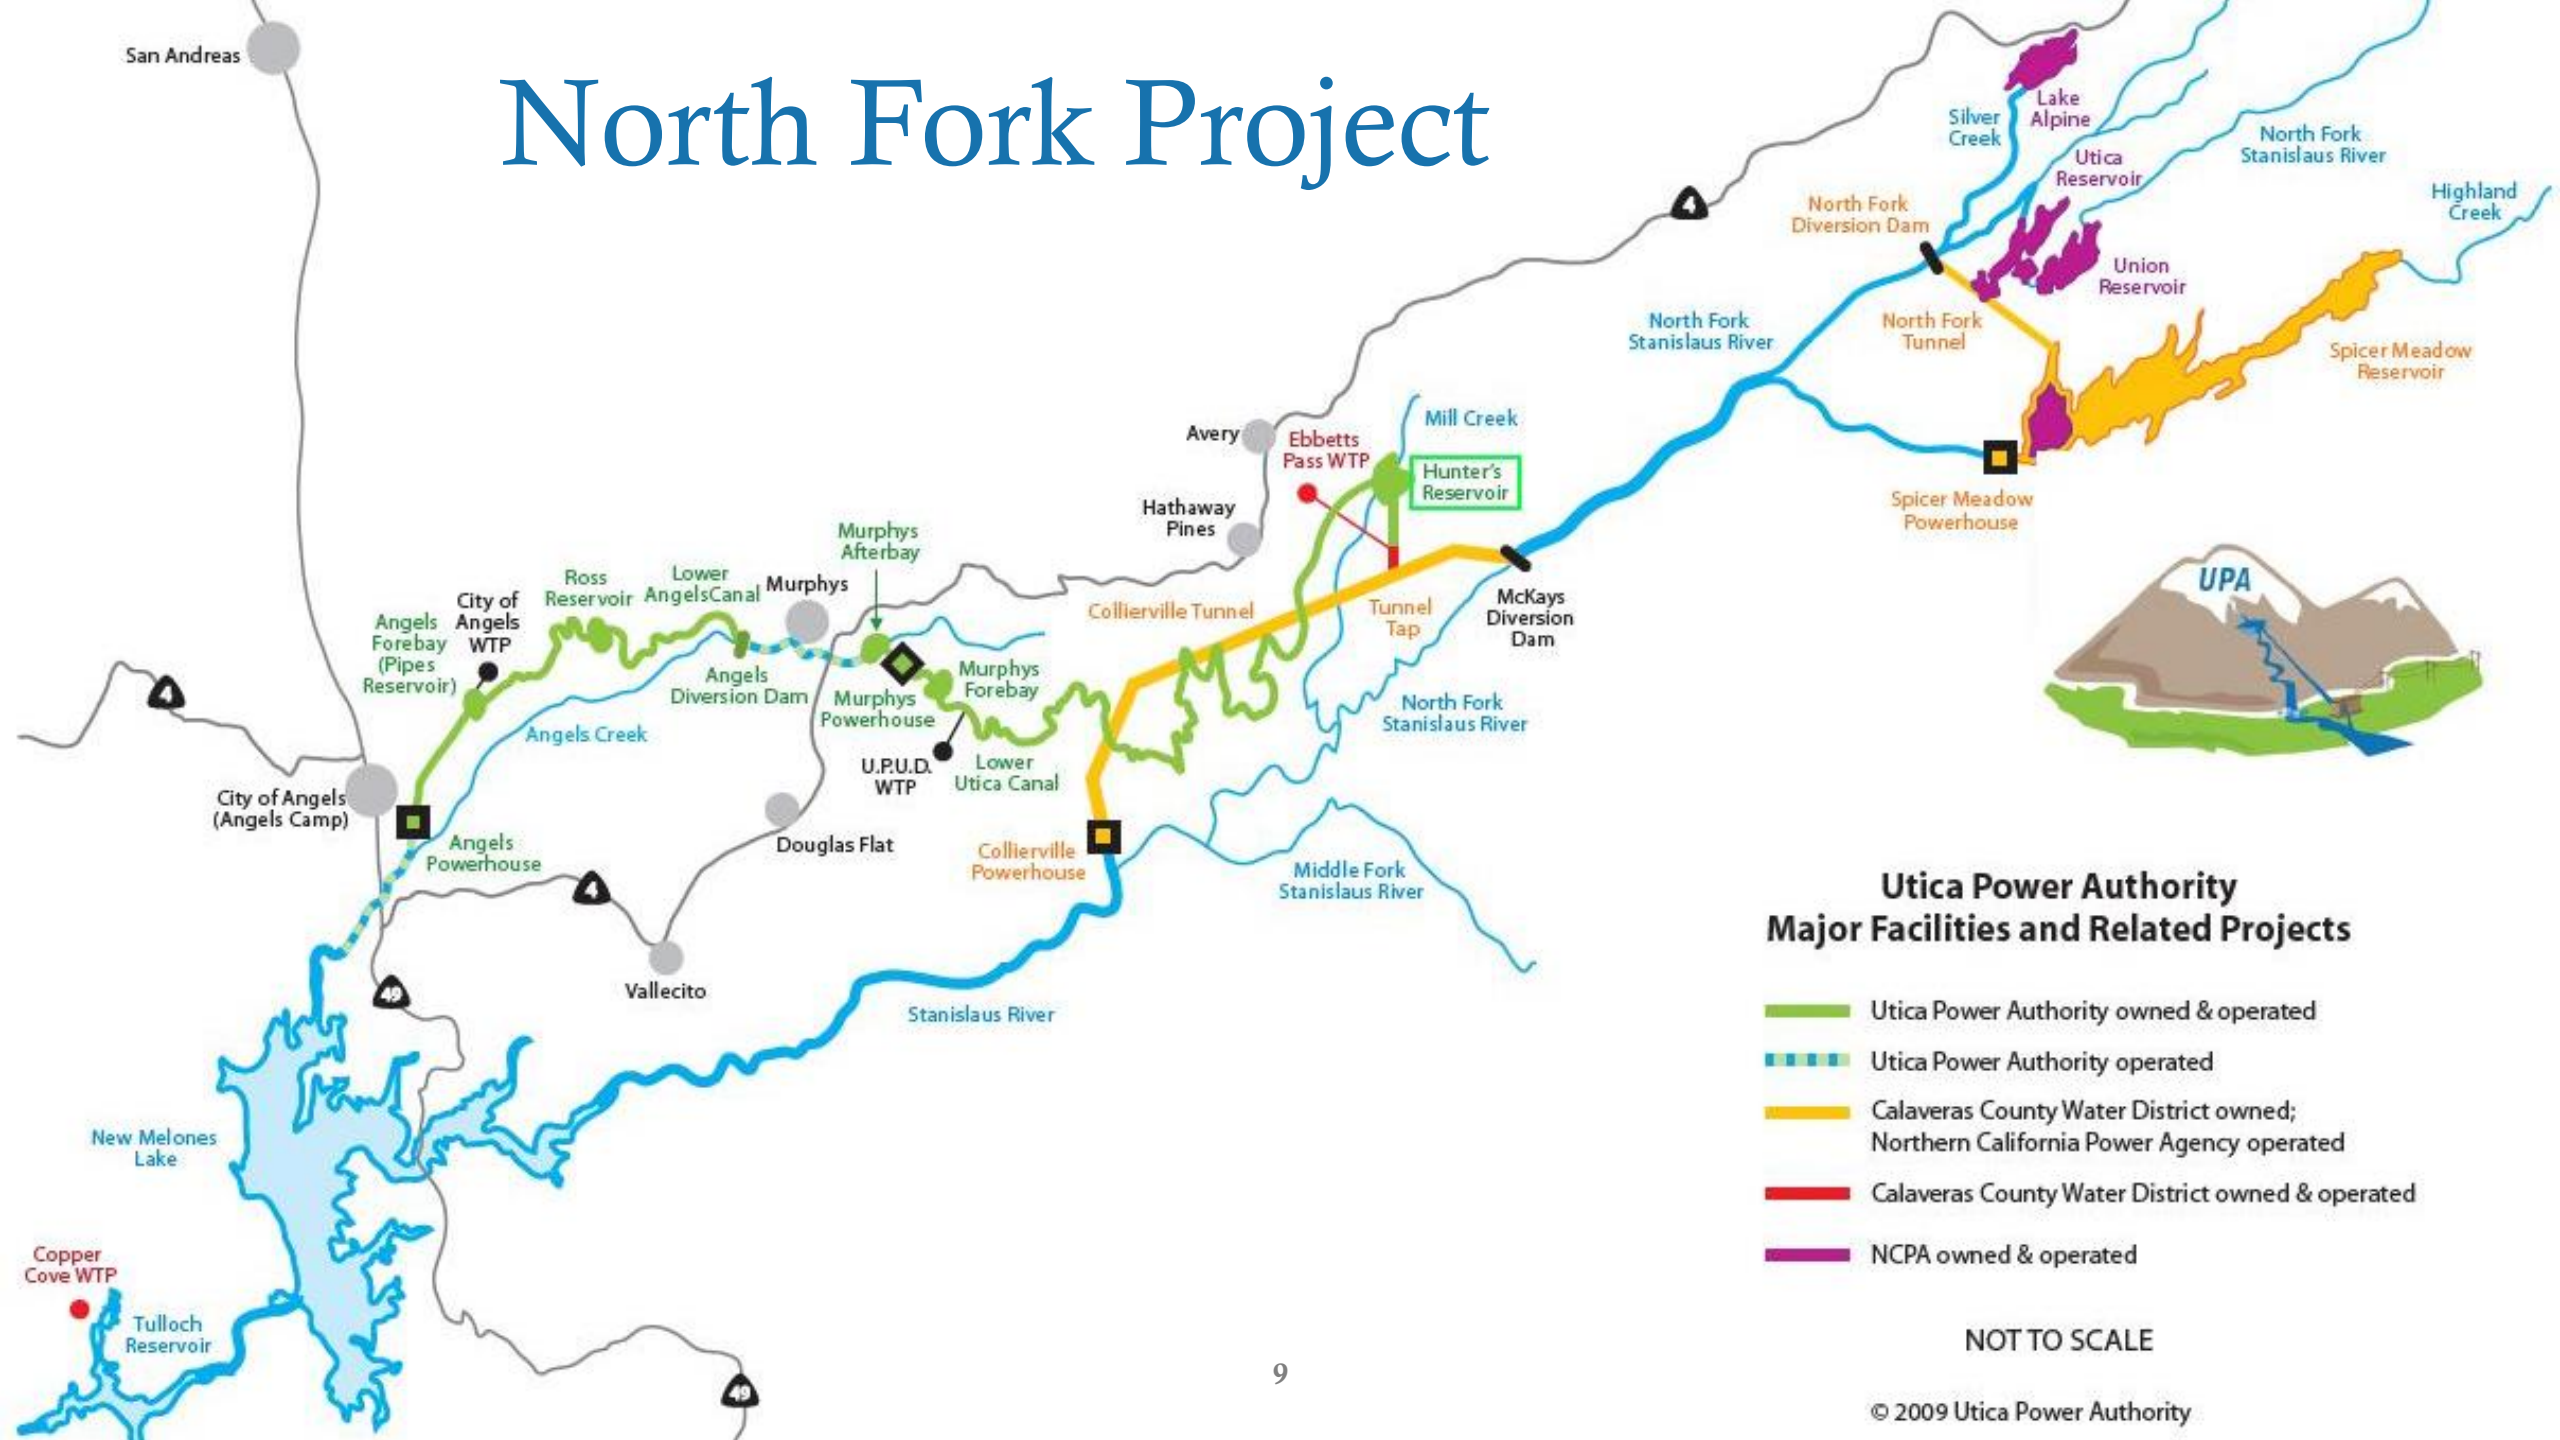 North Fork Project
San Andreas
Silver
Creek
Lake
Alpine
North Fork
Stanislaus River
Utica
Reservoir
Highland
Creek
North Fork
Diversion Dam
4
Union
Reservoir
North Fork
Stanislaus River
North Fork
Tunnel
Spicer Meadow
Reservoir
Mill Creek
Avery
Ebbetts
Pass WTP
Hunter's
Reservoir
Spicer Meadow
Powerhouse
Hathaway
Pines
Murphys
Afterbay
Ross
Reservoir
Lower
AngelsCanal
Murphys
City of
Angels
WTP
Angels
Forebay
(Pipes
Reservoir)
Collierville Tunnel
Tunnel
Tap
McKays
Diversion
Dam
UPA
Angels
Diversion Dam
Murphys
Forebay
Murphys
Powerhouse
4
Angels Creek
North Fork
Stanislaus River
U.P.U.D.
WTP
Lower
Utica Canal
City of Angels
(Angels Camp)
Angels
Powerhouse
Douglas Flat
Collierville
Powerhouse
Middle Fork
Stanislaus River
4
Vallecito
49
Stanislaus River
New Melones
Lake
Copper
Cove WTP
Tulloch
Reservoir
49
9
Utica Power Authority
Major Facilities and Related Projects
Utica Power Authority owned & operated
Utica Power Authority operated
Calaveras County Water District owned;
Northern California Power Agency operated
Calaveras County Water District owned & operated
NCPA owned & operated
NOT TO SCALE
© 2009 Utica Power Authority